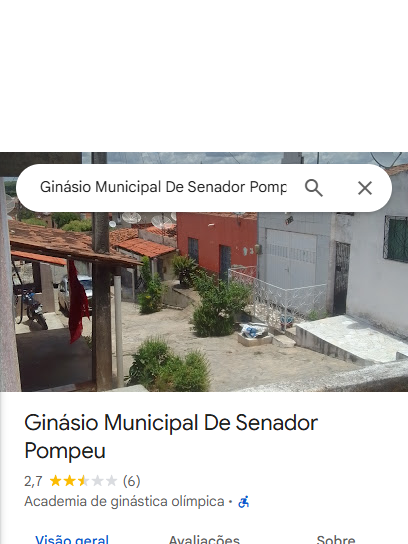 Ginásio Municipal De Senador Pomp
Ginásio Municipal De Senador
Pompeu
2,7 (6)
Academia de ginástica olímpica ·
Visão geral Avaliações Sobre